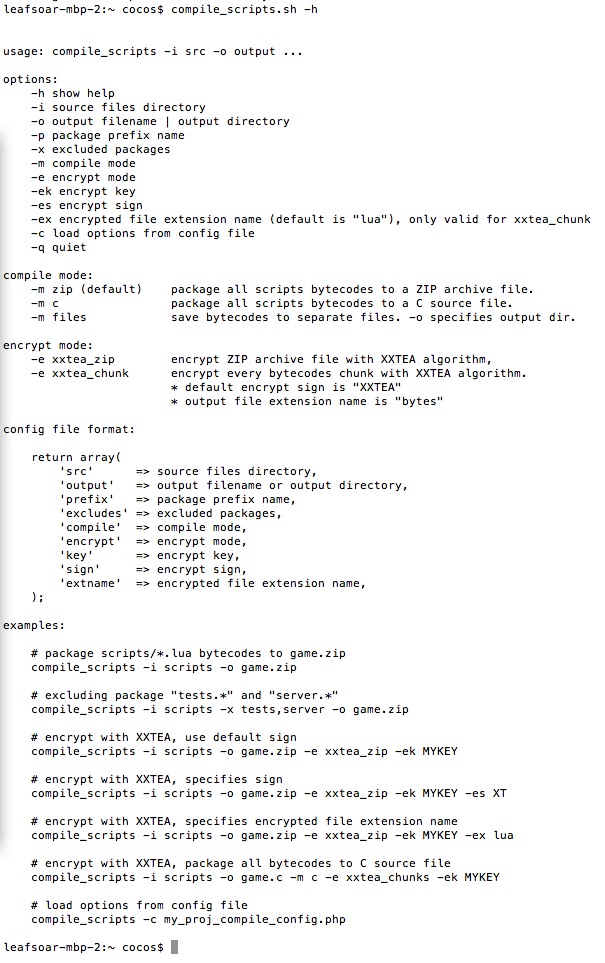 leafsoar-mbp-2:~ cocos$ compile_scripts.sh -h
usage: compile_scripts -i src -o output ...
options:
-h show help
-i source files directory
-o output filename | output directory
-p package prefix name
-x excluded packages
-m compile mode
-e encrypt mode
-ek encrypt key
-es encrypt sign
-ex encrypted file extension name (default is "lua"), only valid for xxtea_chunk
-c load options from config file
-q quiet
compile mode:
-m zip (default)    package all scripts bytecodes to a ZIP archive file.
-m c                package all scripts bytecodes to a C source file.
-m files            save bytecodes to separate files. -o specifies output dir.
encrypt mode:
-e xxtea_zip        encrypt ZIP archive file with XXTEA algorithm,
-e xxtea_chunk      encrypt every bytecodes chunk with XXTEA algorithm.
* default encrypt sign is "XXTEA"
* output file extension name is "bytes"
config file format:
return array(
'src'      => source files directory,
'output'   => output filename or output directory,
'prefix'   => package prefix name,
'excludes' => excluded packages,
'compile'  => compile mode,
'encrypt'  => encrypt mode,
'key'      => encrypt key,
'sign'     => encrypt sign,
'extname'  => encrypted file extension name,
);
examples:
# package scripts/*.lua bytecodes to game.zip
compile_scripts -i scripts -o game.zip
# excluding package "tests.*" and "server.*"
compile_scripts -i scripts -x tests,server -o game.zip
# encrypt with XXTEA, use default sign
compile_scripts -i scripts -o game.zip -e xxtea_zip -ek MYKEY
# encrypt with XXTEA, specifies sign
compile_scripts -i scripts -o game.zip -e xxtea_zip -ek MYKEY -es XT
# encrypt with XXTEA, specifies encrypted file extension name
compile_scripts -i scripts -o game.zip -e xxtea_zip -ek MYKEY -ex lua
# encrypt with XXTEA, package all bytecodes to C source file
compile_scripts -i scripts -o game.c -m c -e xxtea_chunks -ek MYKEY
# load options from config file
compile_scripts -c my_proj_compile_config.php
leafsoar-mbp-2:~ cocos$